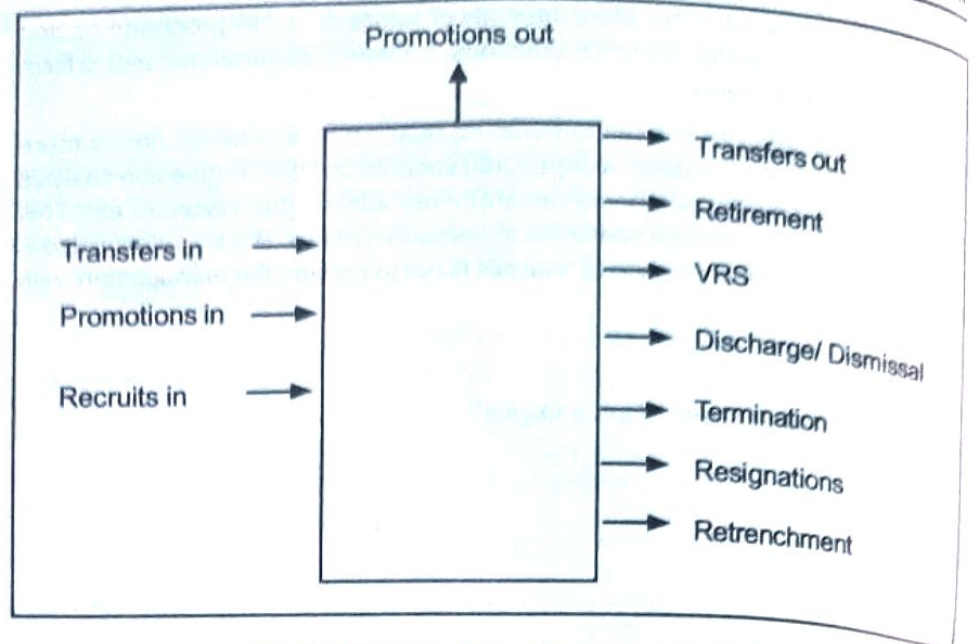 Promotions out
Transfers out
Retirement
Transfers in
VRS
Promotions in
Discharge/ Dismissal
Recruits in
Termination
Resignations
Retrenchment